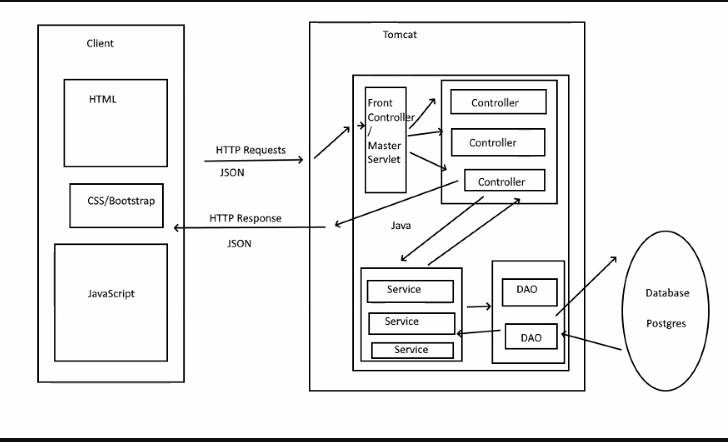 Client
HTML
CSS/Bootstrap
JavaScript
HTTP Requests
JSON
HTTP Response
JSON
Tomcat
Front
Controller
/
Master
Servlet
Controller
Controller
Controller
Java
Service
Service
Service
DAO
DAO
Database
Postgres